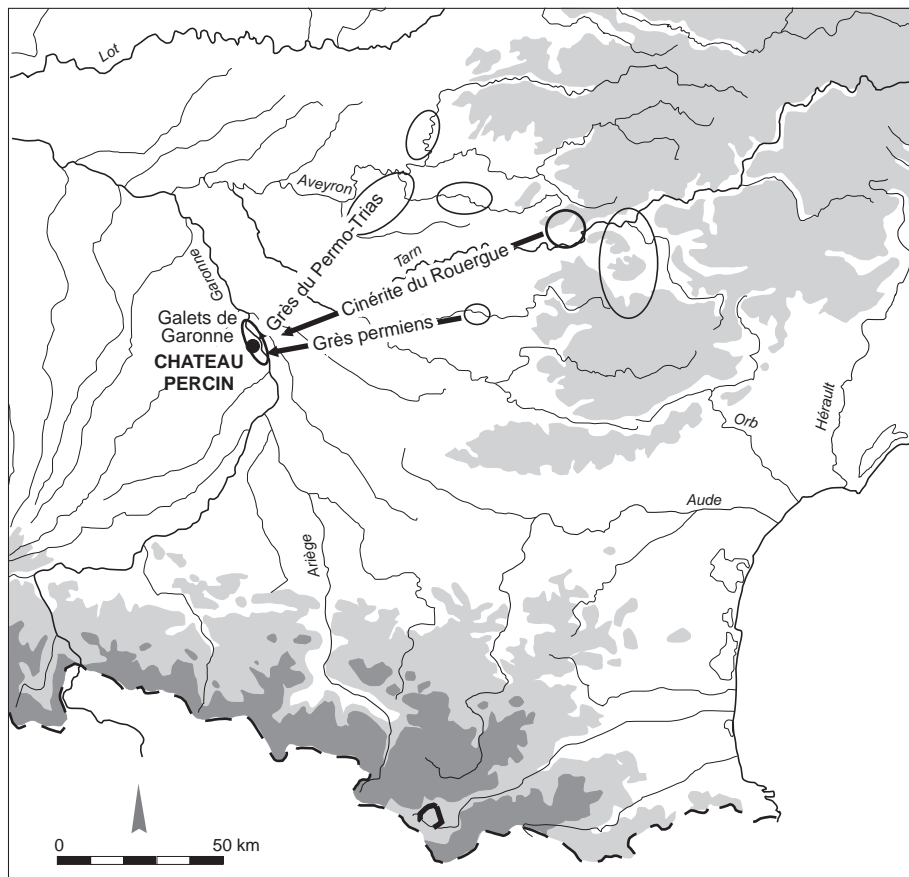 Lot
Aveyron
Garonne
Grès du Permo-Trias
Tarn
Cinérite du Rouergue
Galets de
Garonne
Grès permiens
CHATEAU
PERCIN
Orb
Hérault
Aude
Ariège
0 50 km